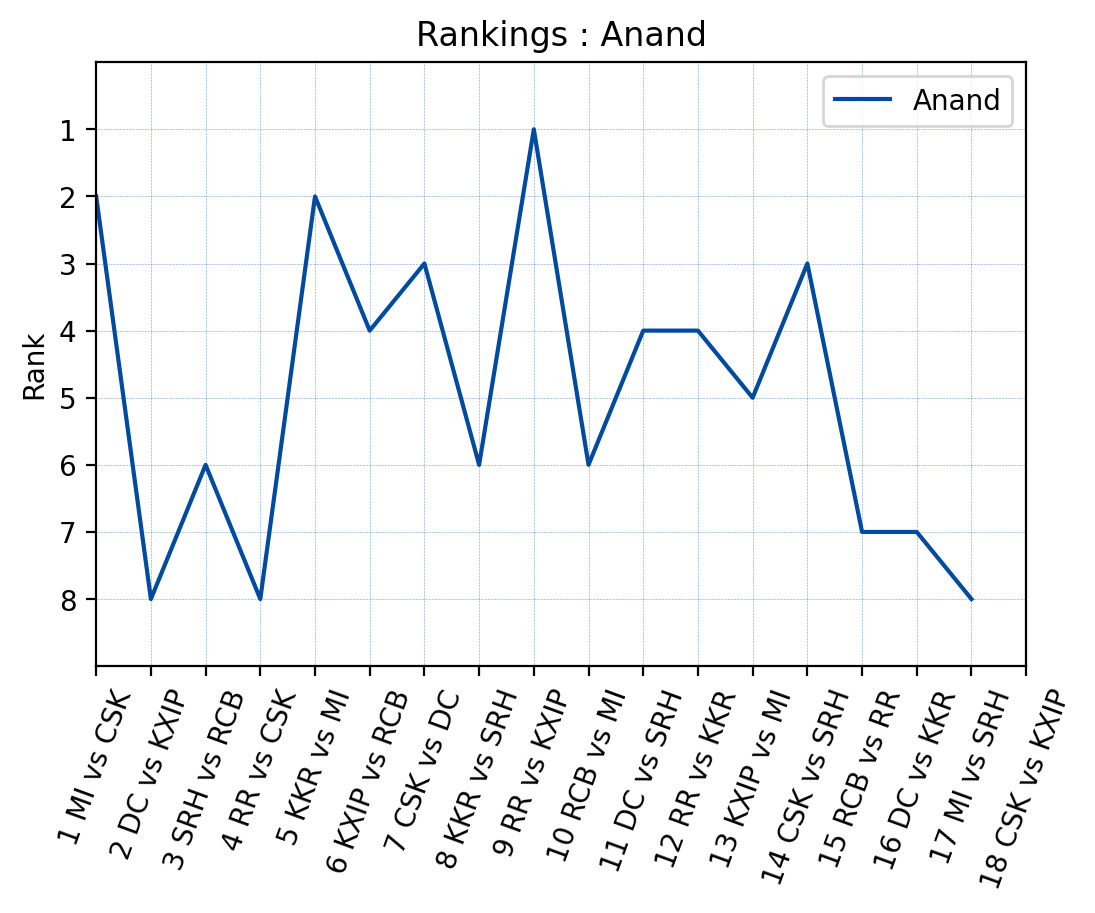 Rankings : Anand
Anand
Rank
1
2
3
4
5
6
7
8
1 MI vs CSK
2 DC vs KXIP
3 SRH vs RCB
4 RR vs CSK
5 KKR vs MI
6 KXIP vs RCB
7 CSK vs DC
8 KKR vs SRH
9 RR vs KXIP
10 RCB vs MI
11 DC vs SRH
12 RR vs KKR
13 KXIP vs MI
14 CSK vs SRH
15 RCB vs RR
16 DC vs KKR
17 MI vs SRH
18 CSK vs KXIP